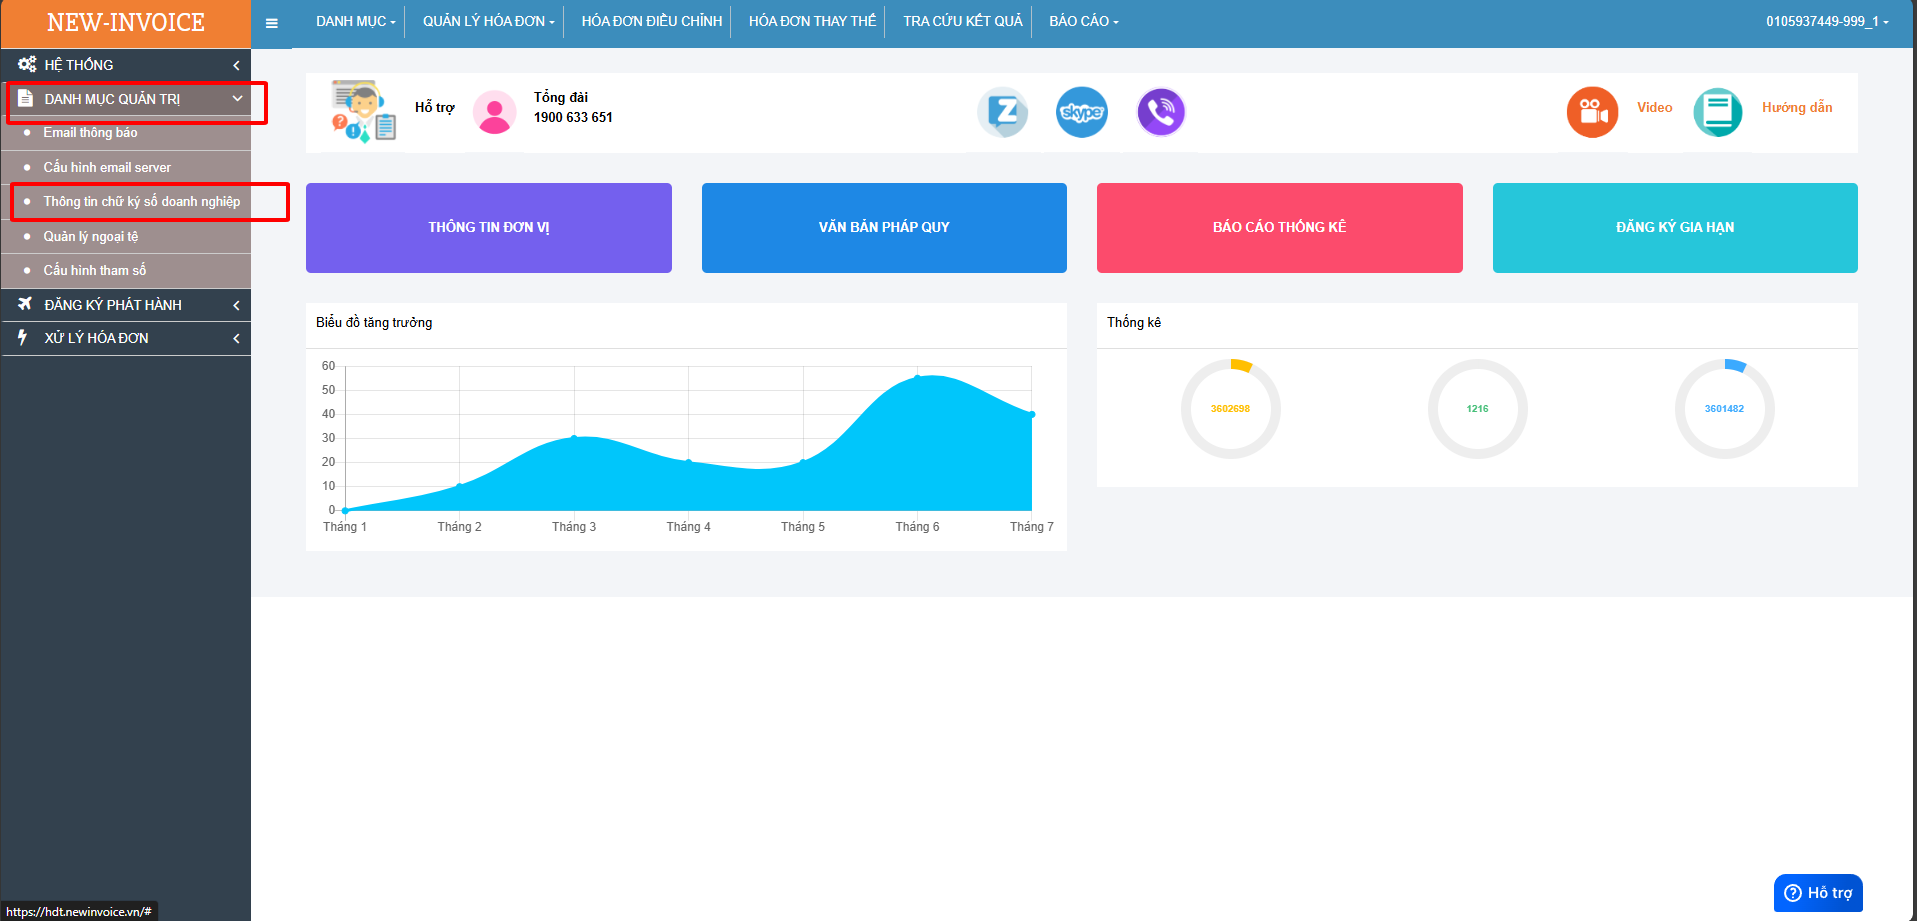 NEW-INVOICE
DANH MỤC
QUẢN LÝ HÓA ĐƠN
HÓA ĐƠN ĐIỀU CHỈNH
HÓA ĐƠN THAY THẾ
TRA CỨU KẾT QUẢ
BÁO CÁO
0105937449-999_1
HỆ THỐNG
DANH MỤC QUẢN TRỊ
Email thông báo
Cấu hình email server
Thông tin chữ ký số doanh nghiệp
Quản lý ngoại tệ
Cấu hình tham số
ĐĂNG KÝ PHÁT HÀNH
XỬ LÝ HÓA ĐƠN
Hỗ trợ
Tổng đài
1900 633 651
Z
skype
Video
Hướng dẫn
THÔNG TIN ĐƠN VỊ
VĂN BẢN PHÁP QUY
BÁO CÁO THỐNG KÊ
ĐĂNG KÝ GIA HẠN
Biểu đồ tăng trưởng
60
50
40
30
20
10
0
Tháng 1
Tháng 2
Tháng 3
Tháng 4
Tháng 5
Tháng 6
Tháng 7
Thống kê
3602698
1216
3601482
Hỗ trợ
https://hdt.newinvoice.vn/#